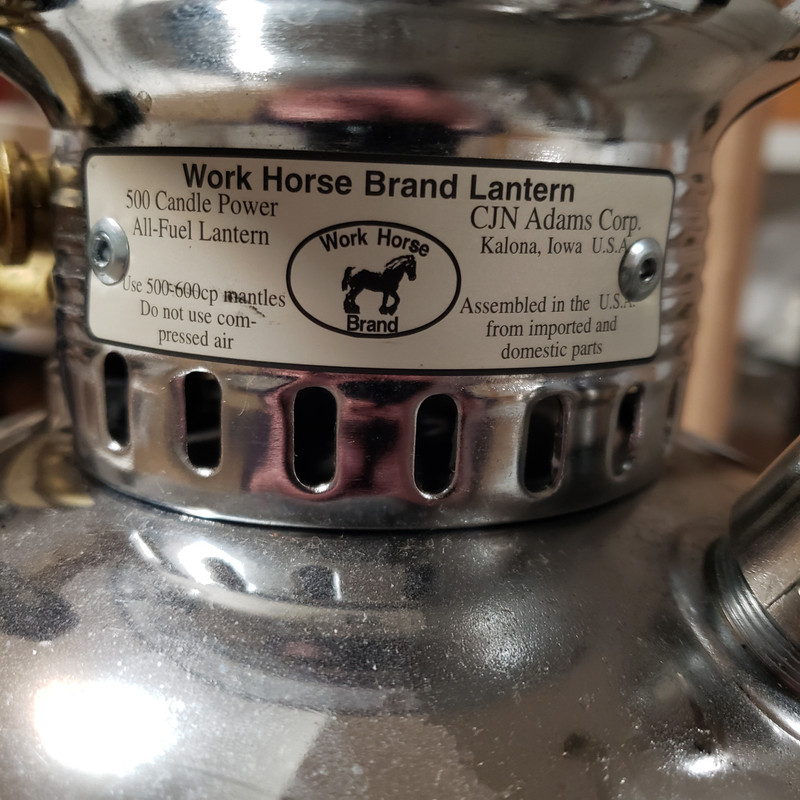 Work Horse Brand Lantern
500 Candle Power
All-Fuel Lantern
Use 500-600cp mantles
Do not use com-
pressed air
Work Horse
Brand
CJN Adams Corp.
Kalona, Iowa U.S.A.
Assembled in the U.S.A.
from imported and
domestic parts